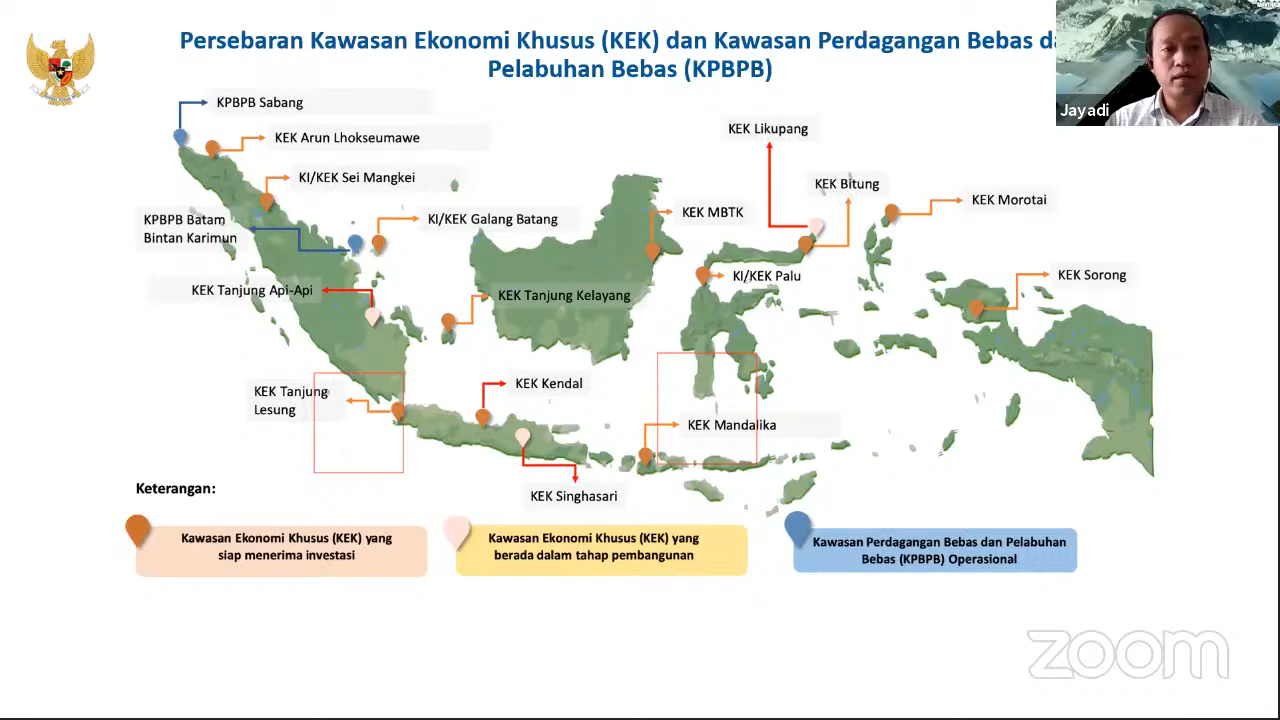 Persebaran Kawasan Ekonomi Khusus (KEK) dan Kawasan Perdagangan Bebas da
Pelabuhan Bebas (KPBPB)
Jayadi
KPBPB Sabang
KEK Arun Lhokseumawe
KI/KEK Sei Mangkei
KPBPB Batam
Bintan Karimun
KI/KEK Galang Batang
KEK Tanjung Api-Api
KEK Tanjung Kelayang
KEK Likupang
KEK Bitung
KEK MBTK
KEK Morotai
KI/KEK Palu
KEK Sorong
KEK Tanjung
Lesung
KEK Kendal
KEK Mandalika
KEK Singhasari
Keterangan:
Kawasan Ekonomi Khusus (KEK) yang
siap menerima investasi
Kawasan Ekonomi Khusus (KEK) yang
berada dalam tahap pembangunan
Kawasan Perdagangan Bebas dan Pelabuhan
Bebas (KPBPB) Operasional
zoom